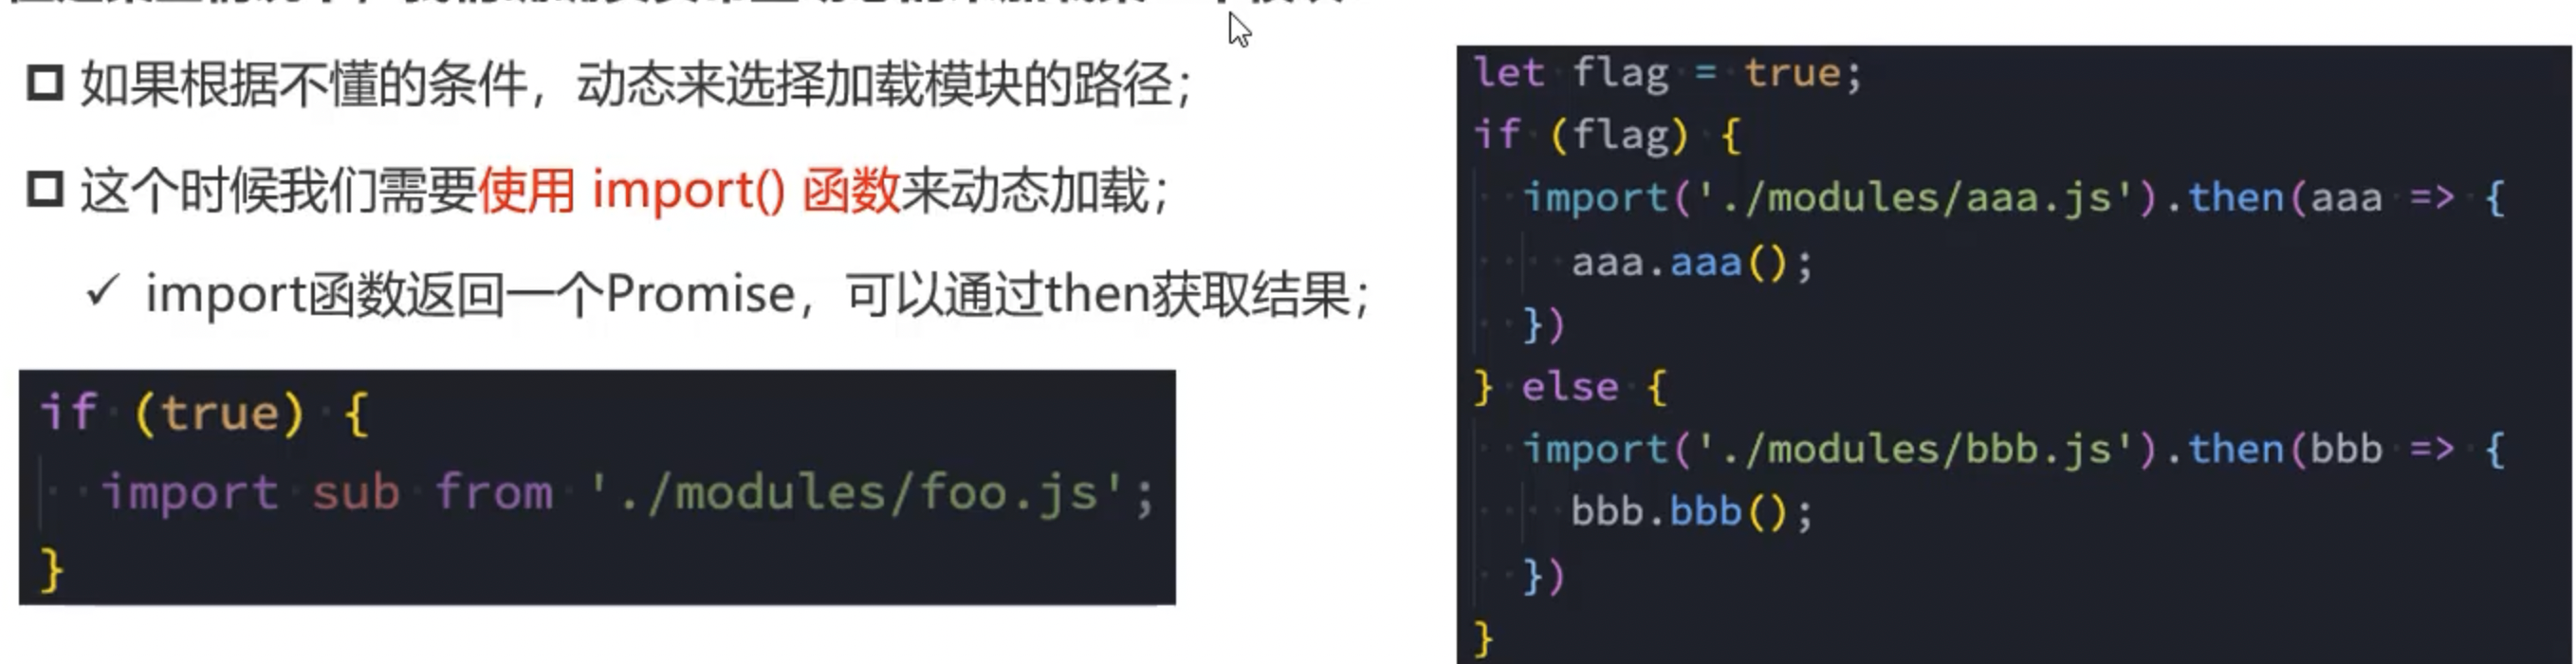 如果根据不懂的条件，动态来选择加载模块的路径；
这个时候我们需要使用 import() 函数来动态加载；
✓ import函数返回一个Promise，可以通过then获取结果；
if (true) {
import sub from './modules/foo.js';
}
let flag = true;
if (flag) {
import('./modules/aaa.js').then(aaa => {
aaa.aaa();
})
} else {
import('./modules/bbb.js').then(bbb => {
bbb.bbb();
})
}